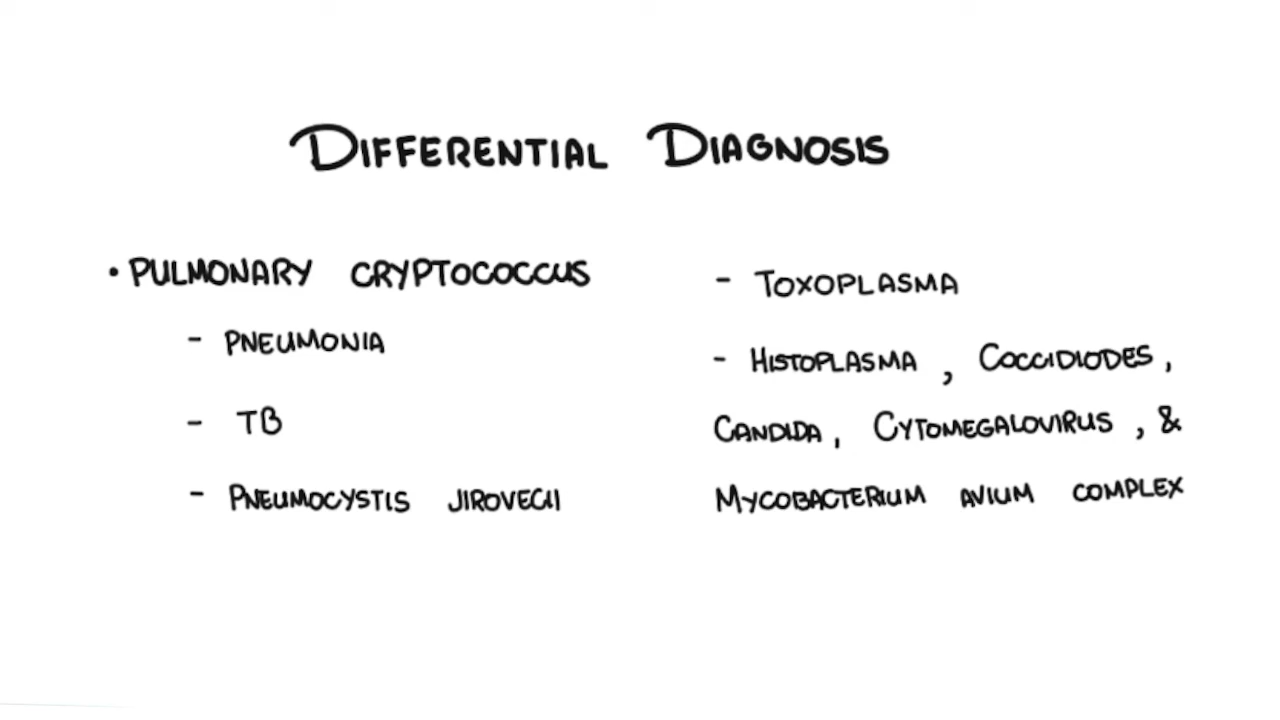 DIFFERENTIAL DIAGNOSIS
• PULMONARY CRYPTOCOCCUS
- PNEUMONIA
- TB
- PNEUMOCYSTIS JIROVECII
- TOXOPLASMA
- HISTOPLASMA, COCCIDIODES,
CANDIDA, CYTOMEGALOVIRUS, &
MYCOBACTERIUM AVIUM COMPLEX